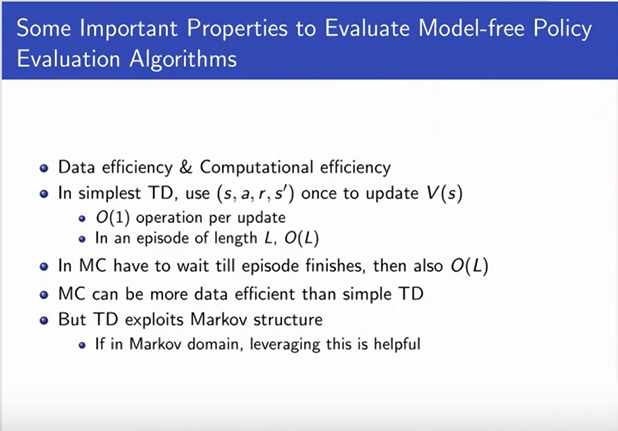 Some Important Properties to Evaluate Model-free Policy
Evaluation Algorithms
Data efficiency & Computational efficiency
In simplest TD, use (s, a, r, s′) once to update V(s)
O(1) operation per update
In an episode of length L, O(L)
In MC have to wait till episode finishes, then also O(L)
MC can be more data efficient than simple TD
But TD exploits Markov structure
If in Markov domain, leveraging this is helpful